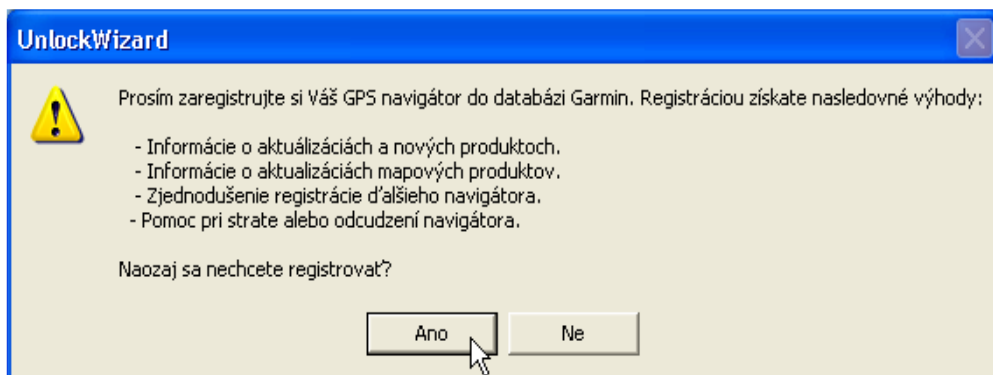 UnlockWizard
Prosím zaregistrujte si Váš GPS navigátor do databázi Garmin. Registráciou získate nasledovné výhody:
- Informácie o aktuálizáciách a nových produktoch.
- Informácie o aktualizáciách mapových produktov.
- Zjednodušenie registrácie ďalšieho navigátora.
- Pomoc pri strate alebo odcudzení navigátora.
Naozaj sa nechcete registrovať?
Ano
Ne